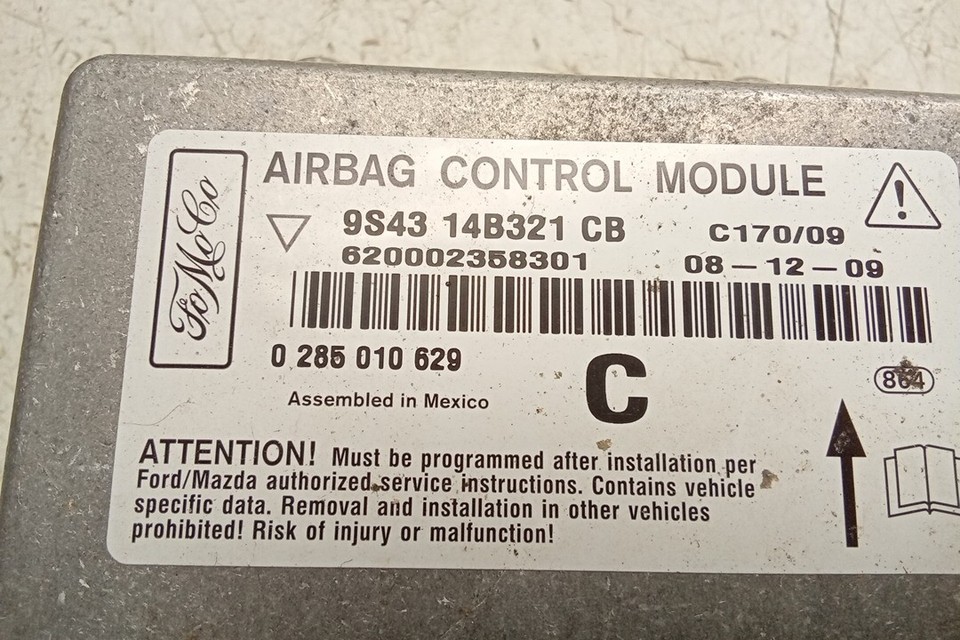 FoMoCo
AIRBAG CONTROL MODULE
9S43 14B321 CB
C170/09
620002358301
08-12-09
0 285 010 629
C
864
Assembled in Mexico
ATTENTION! Must be programmed after installation per
Ford/Mazda authorized service instructions. Contains vehicle
specific data. Removal and installation in other vehicles
prohibited! Risk of injury or malfunction!